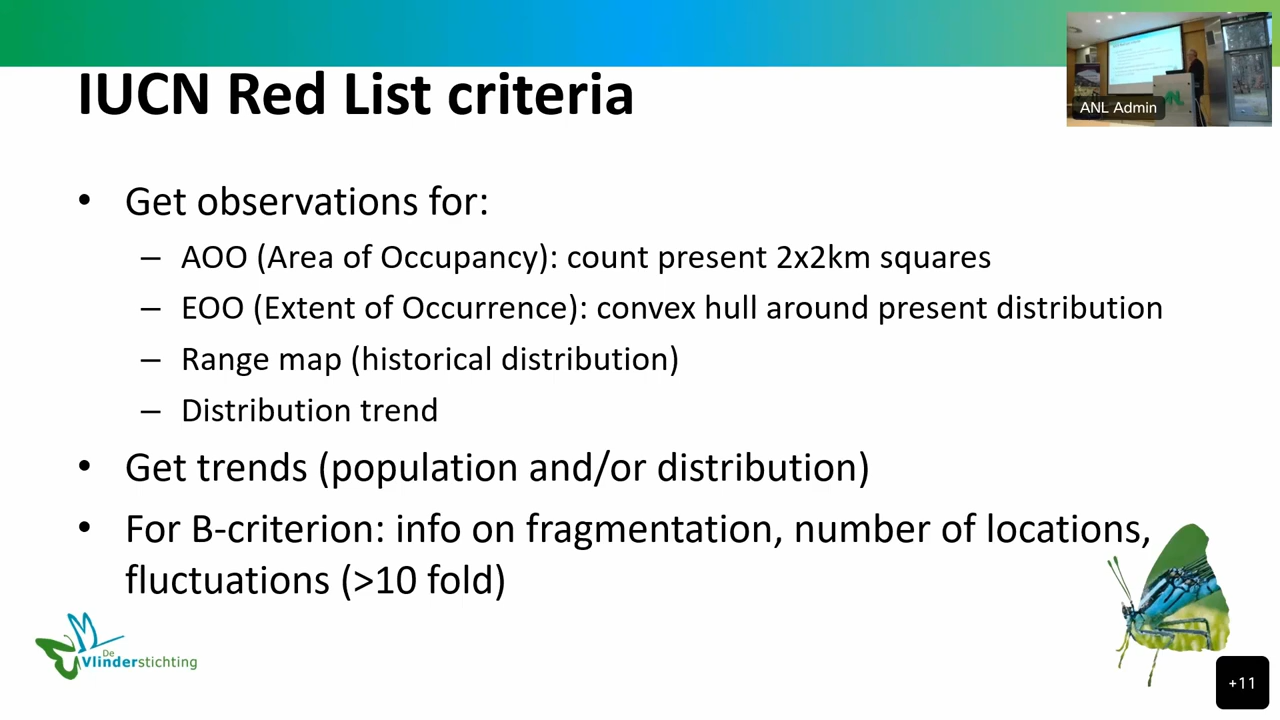 IUCN Red List criteria
ANL Admin
• Get observations for:
– AOO (Area of Occupancy): count present 2x2km squares
– EOO (Extent of Occurrence): convex hull around present distribution
– Range map (historical distribution)
– Distribution trend
• Get trends (population and/or distribution)
• For B-criterion: info on fragmentation, number of locations,
fluctuations (>10 fold)
De
Vlinderstichting
+11